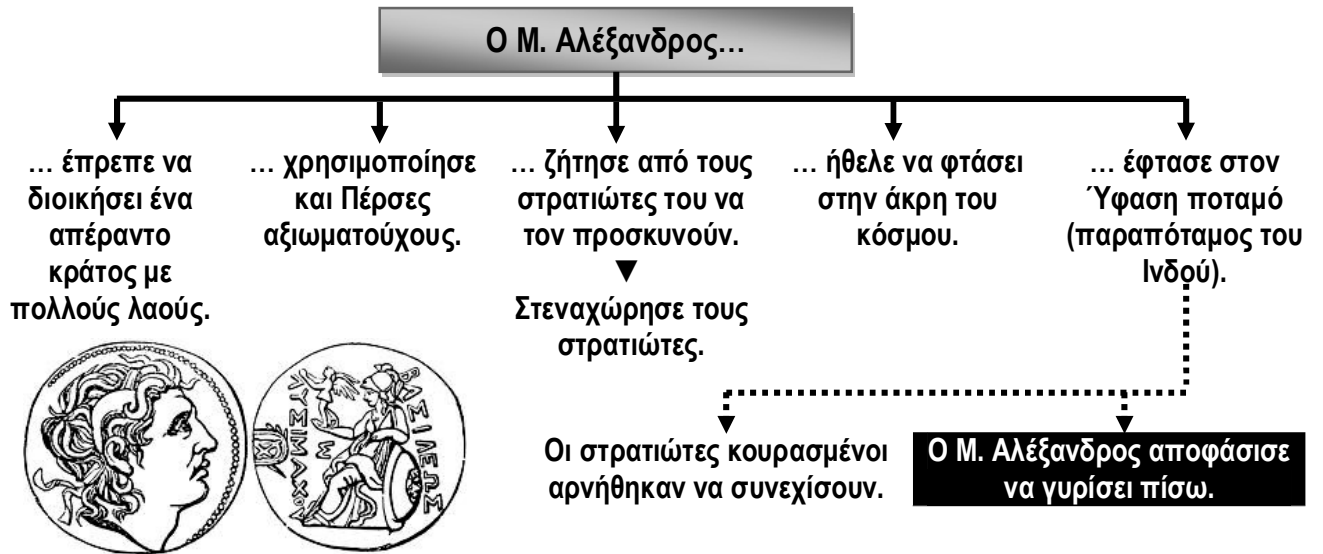 Ο Μ. Αλέξανδρος…
… έπρεπε να
διοικήσει ένα
απέραντο
κράτος με
πολλούς λαούς.
… χρησιμοποίησε
και Πέρσες
αξιωματούχους.
… ζήτησε από τους
στρατιώτες του να
τον προσκυνούν.
Στεναχώρησε τους
στρατιώτες.
… ήθελε να φτάσει
στην άκρη του
κόσμου.
… έφτασε στον
Ύφαση ποταμό
(παραπόταμος του
Ινδού).
ΒΑΣΙΛΕΩΣ
ΛΥΣΙΜΑΧΟΥ
Οι στρατιώτες κουρασμένοι
αρνήθηκαν να συνεχίσουν.
Ο Μ. Αλέξανδρος αποφάσισε
να γυρίσει πίσω.